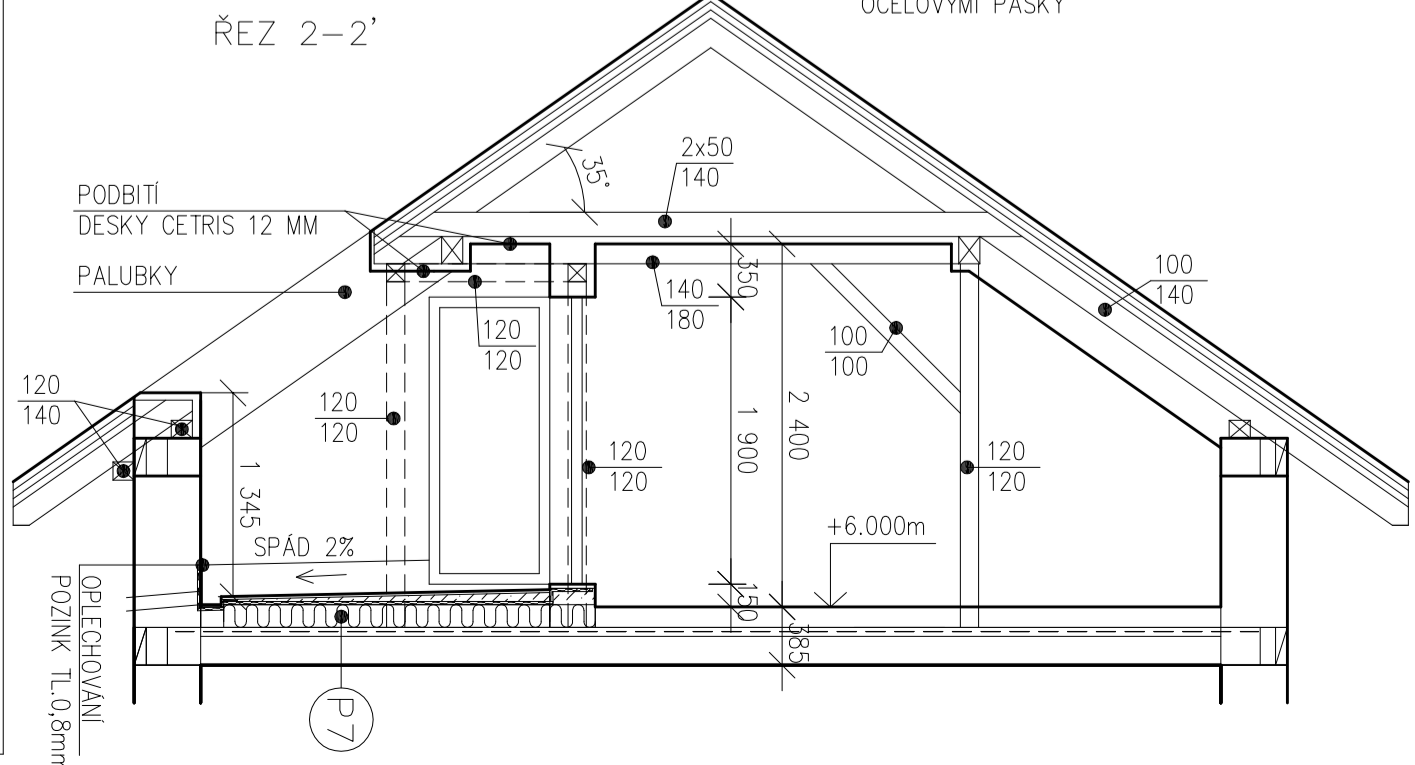 OCELOVÝMI PÁSKY
ŘEZ 2-2'
35°
2x50
140
PODBITÍ
DESKY CETRIS 12 MM
PALUBKY
350
140
180
100
140
120
120
100
100
120
140
120
120
1 900
2 400
120
120
120
120
1 345
SPÁD 2%
+6.000m
150
385
OPLECHOVÁNÍ
POZINK TL.0,8mm
P7